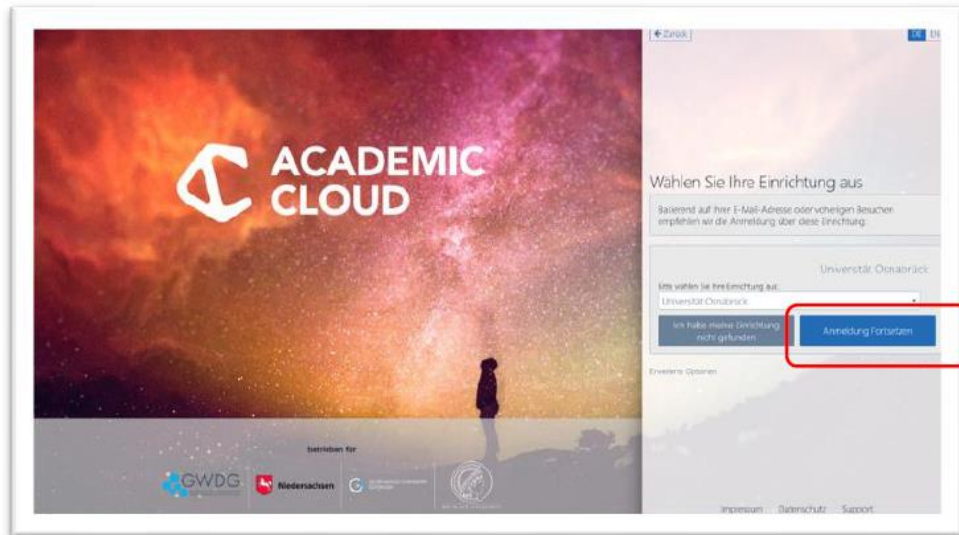 ← Zurück
DE EN
ACADEMIC
CLOUD
Wählen Sie Ihre Einrichtung aus
Basierend auf Ihrer E-Mail-Adresse oder vorherigen Besuchen
empfehlen wir die Anmeldung über diese Einrichtung.
Universität Osnabrück
Bitte wählen Sie Ihre Einrichtung aus:
Universität Osnabrück
Ich habe meine Einrichtung
nicht gefunden
Anmeldung Fortsetzen
Erweiterte Optionen
betrieben für
GWDG
Niedersachsen
Impressum Datenschutz Support